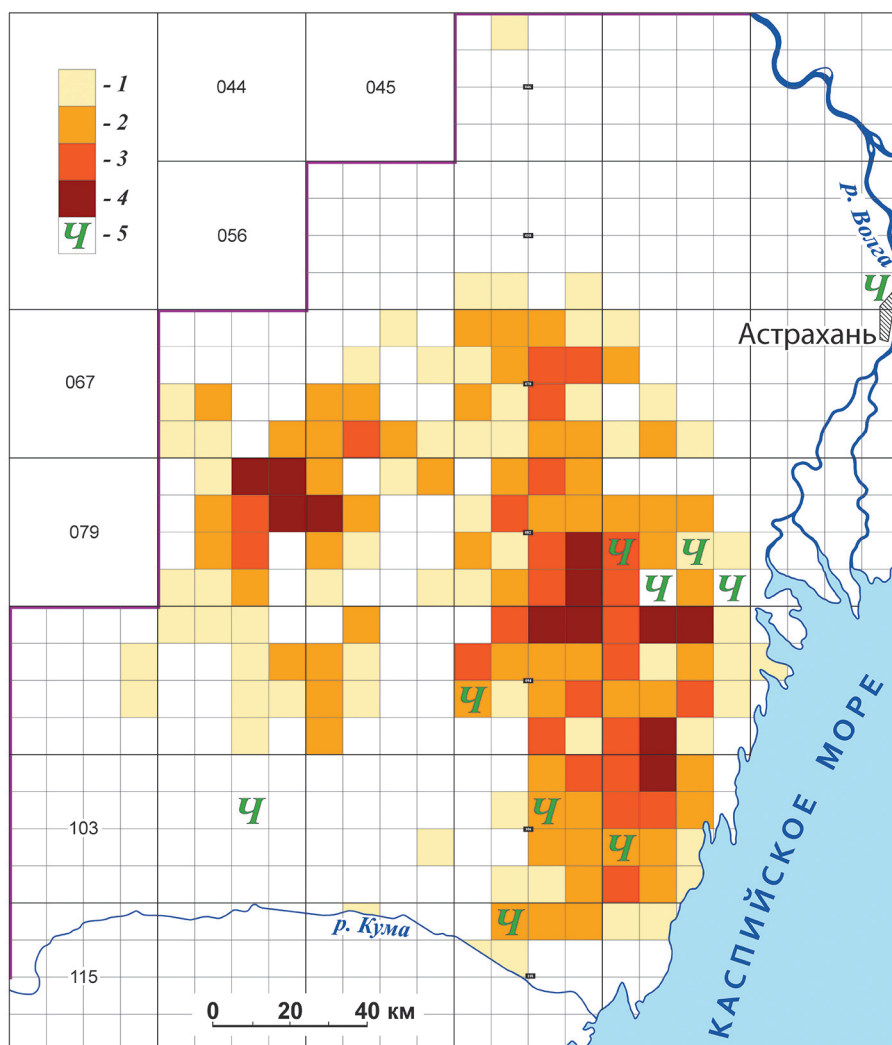 044
045
- 1
- 2
- 3
- 4
Ч - 5
056
р. Волга
Ч
Астрахань
067
079
Ч
Ч
Ч
Ч
Ч
103
Ч
Ч
Ч
Ч
р. Кума
115
0 20 40 км
КАСПИЙСКОЕ МОРЕ